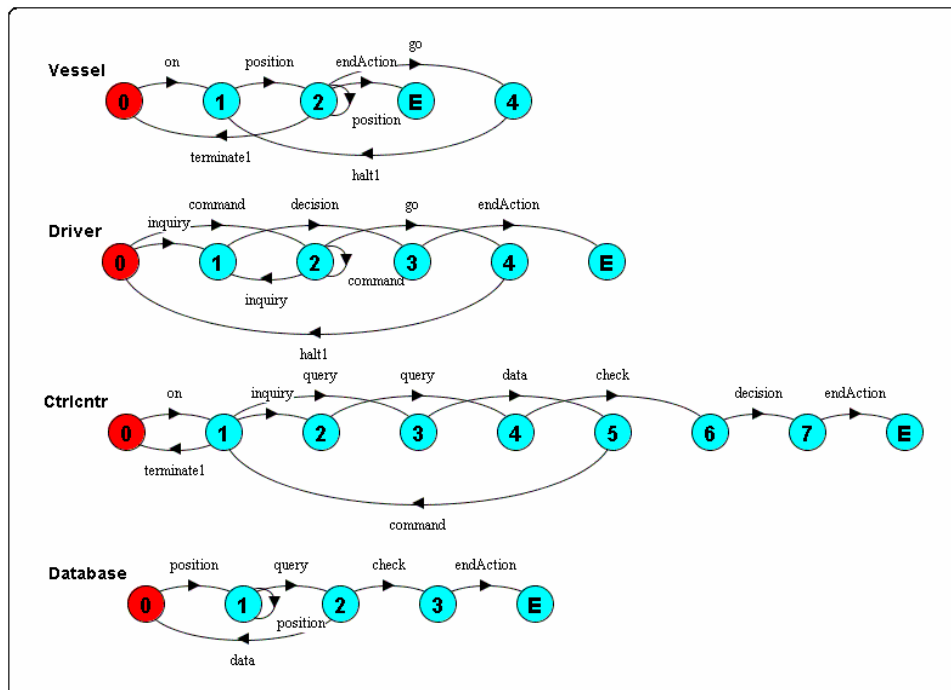 go
on position endAction
Vessel
0 1 2 E 4
position
terminate1
halt1
command decision go endAction
inquiry
Driver
0 1 2 3 4 E
command
inquiry
halt1
query query data check
on inquiry decision endAction
Ctrlcntr
0 1 2 3 4 5 6 7 E
terminate1
command
position query check endAction
Database
0 1 2 3 E
position
data